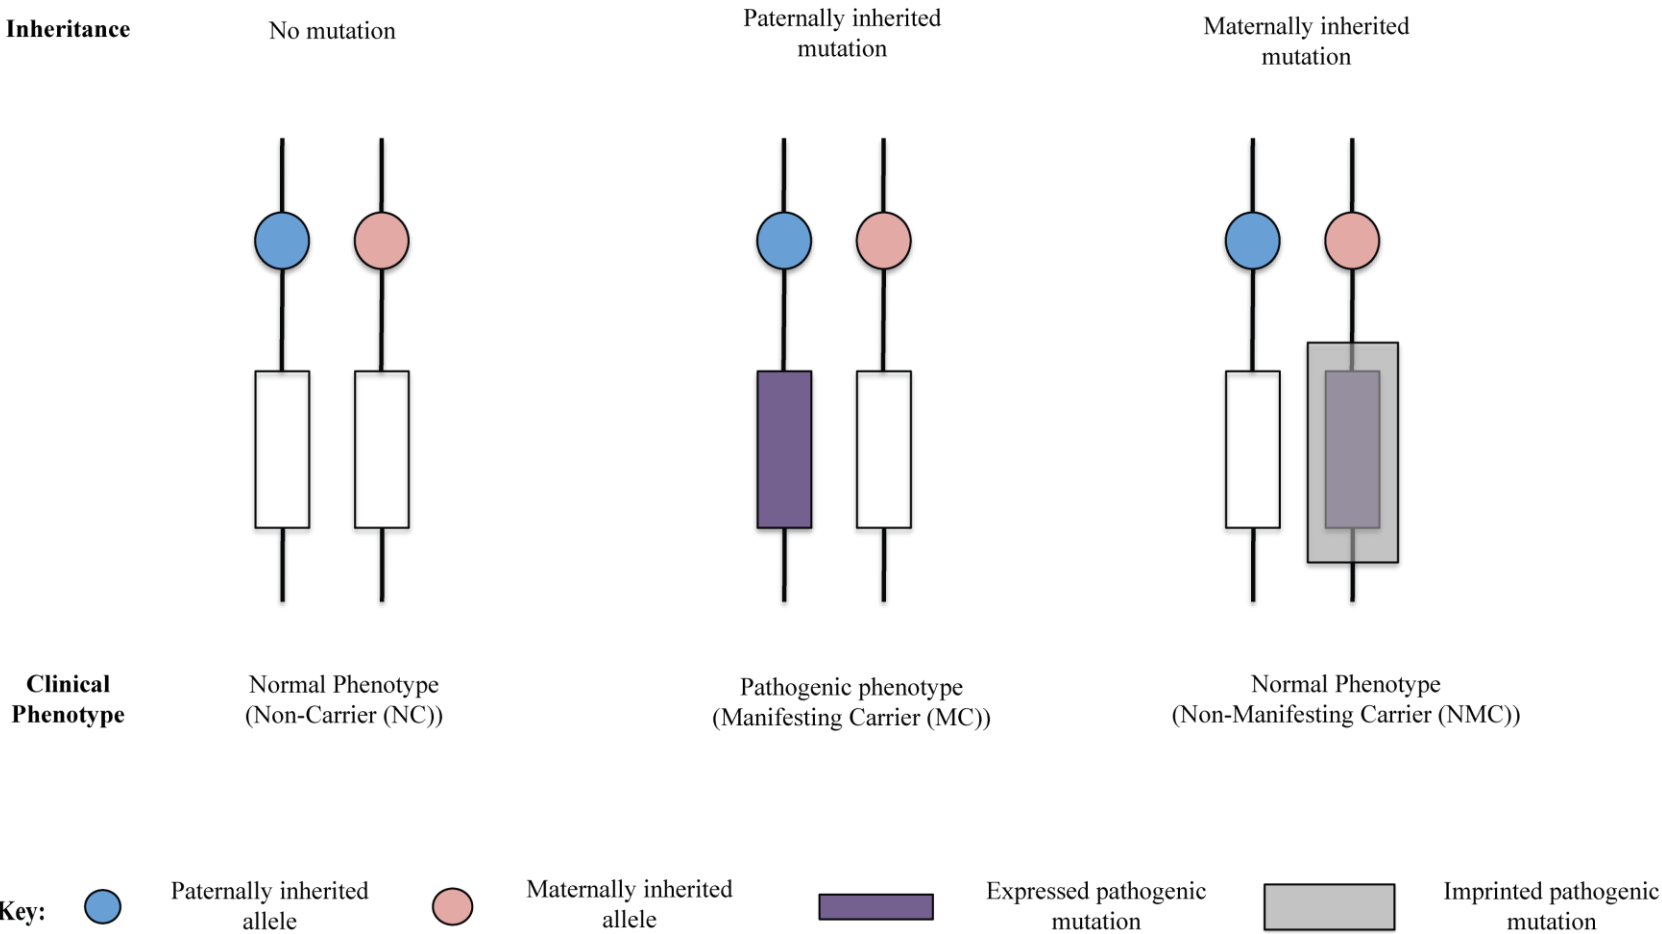 Inheritance
No mutation
Paternally inherited
mutation
Maternally inherited
mutation
Clinical
Phenotype
Normal Phenotype
(Non-Carrier (NC))
Pathogenic phenotype
(Manifesting Carrier (MC))
Normal Phenotype
(Non-Manifesting Carrier (NMC))
Key:
Paternally inherited
allele
Maternally inherited
allele
Expressed pathogenic
mutation
Imprinted pathogenic
mutation